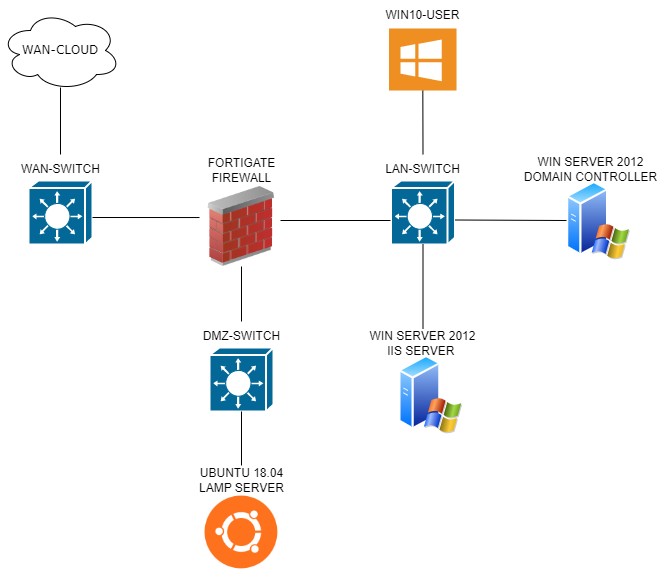 WIN10-USER
WAN-CLOUD
WAN-SWITCH
FORTIGATE
FIREWALL
LAN-SWITCH
WIN SERVER 2012
DOMAIN CONTROLLER
DMZ-SWITCH
WIN SERVER 2012
IIS SERVER
UBUNTU 18.04
LAMP SERVER